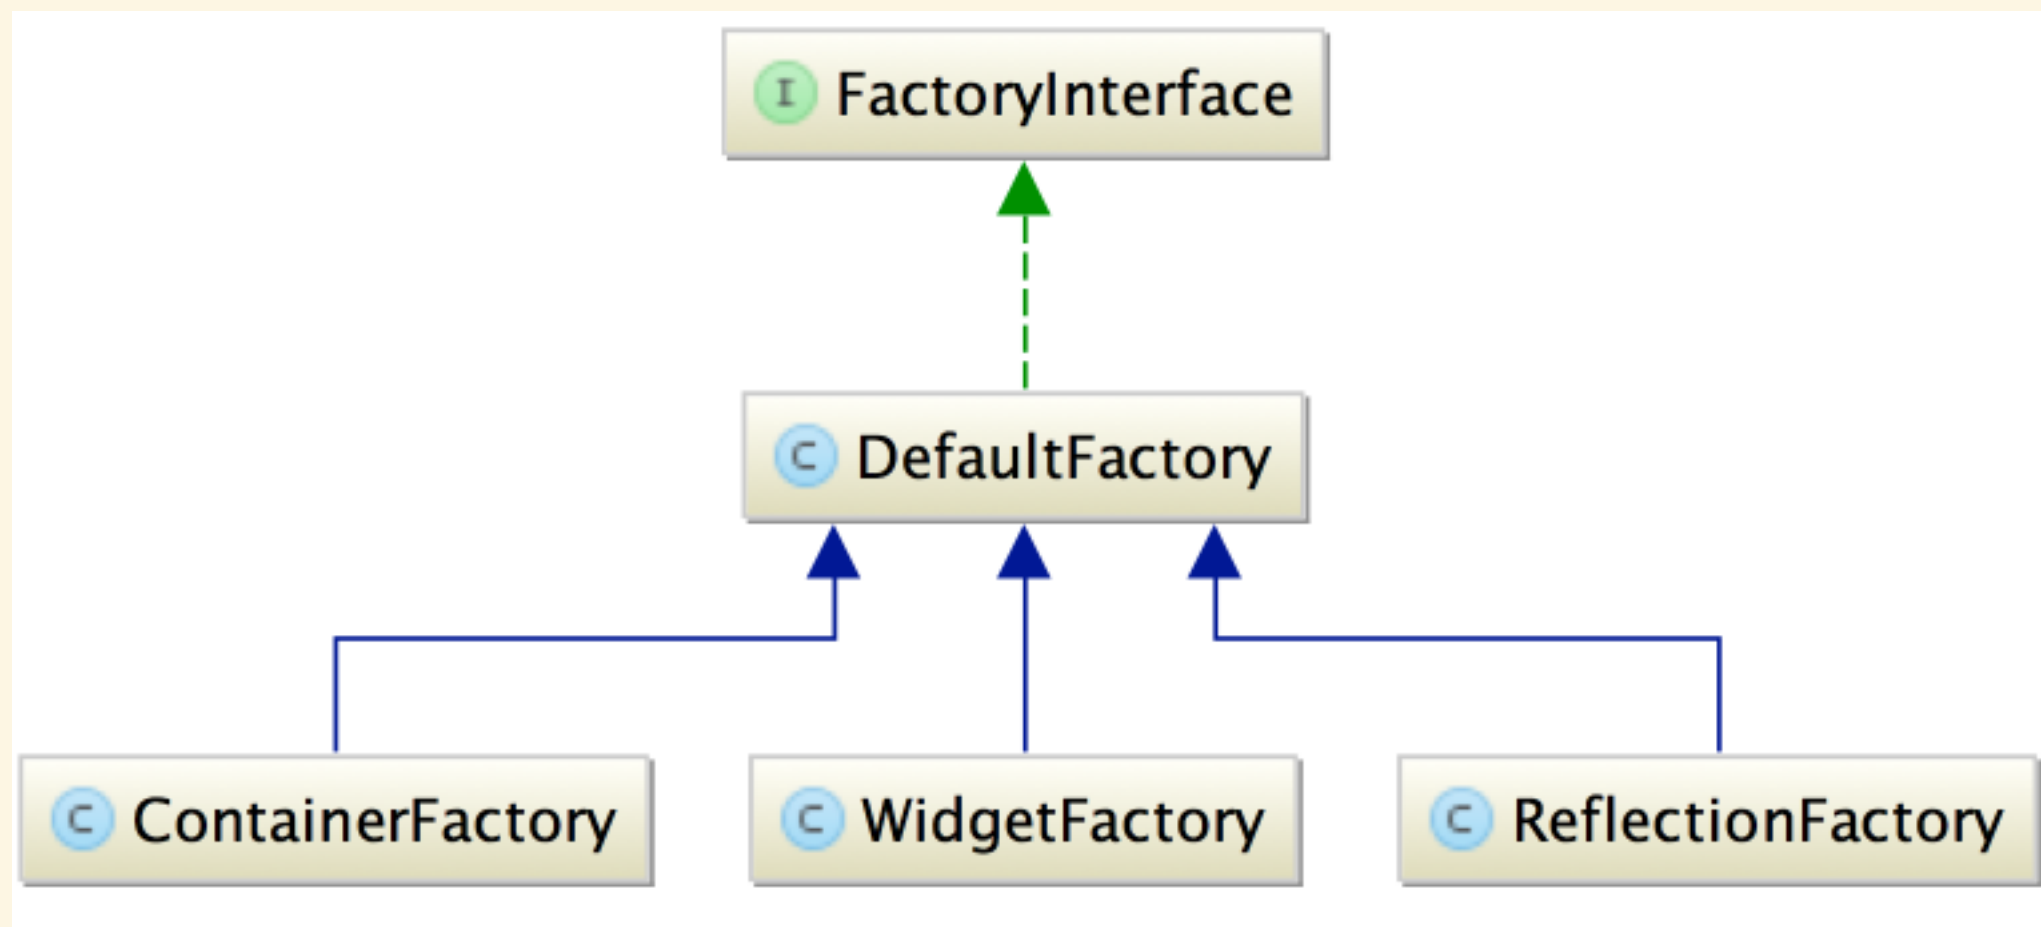 I FactoryInterface
C DefaultFactory
C ContainerFactory
C WidgetFactory
C ReflectionFactory